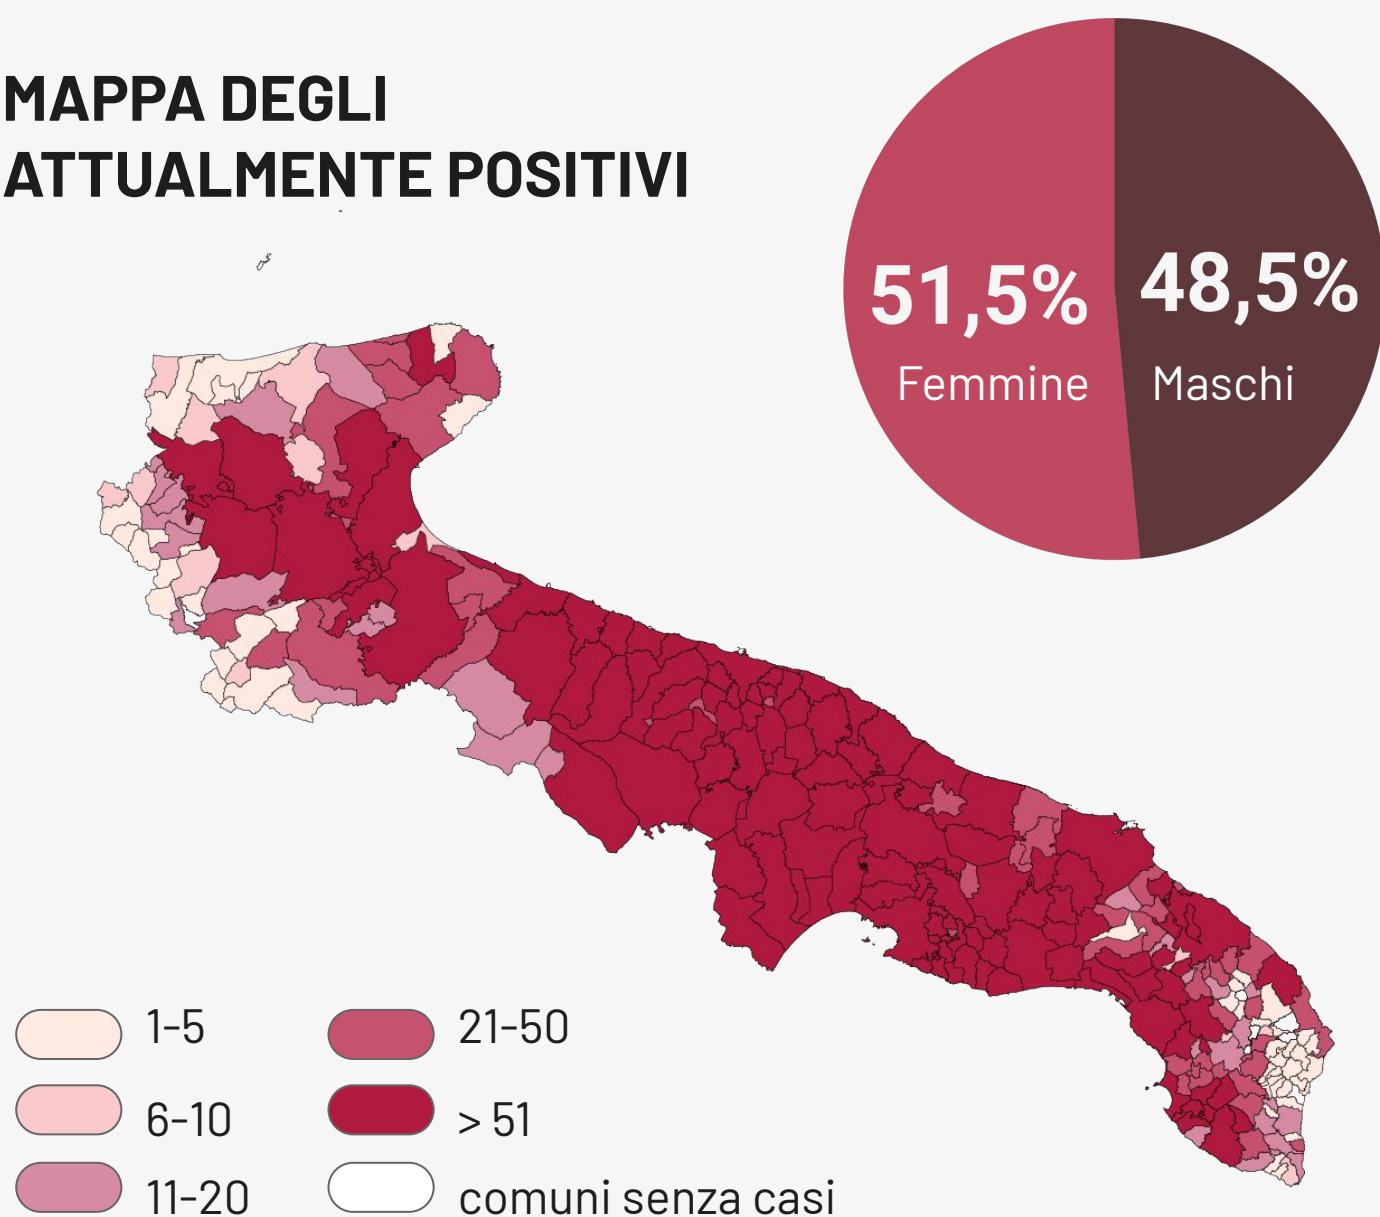 MAPPA DEGLI
ATTUALMENTE POSITIVI
51,5%
Femmine
48,5%
Maschi
1-5
6-10
11-20
21-50
> 51
comuni senza casi